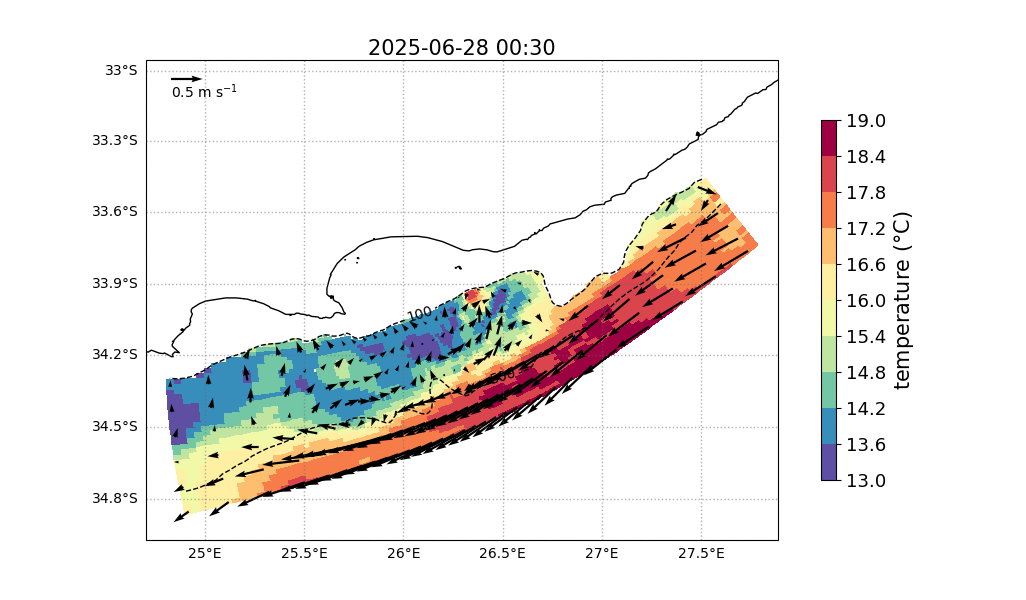 2025-06-28 00:30
0.5 m s⁻¹
33°S
33.3°S
33.6°S
33.9°S
34.2°S
34.5°S
34.8°S
25°E
25.5°E
26°E
26.5°E
27°E
27.5°E
100
19.0
18.4
17.8
17.2
16.6
16.0
15.4
14.8
14.2
13.6
13.0
temperature (°C)